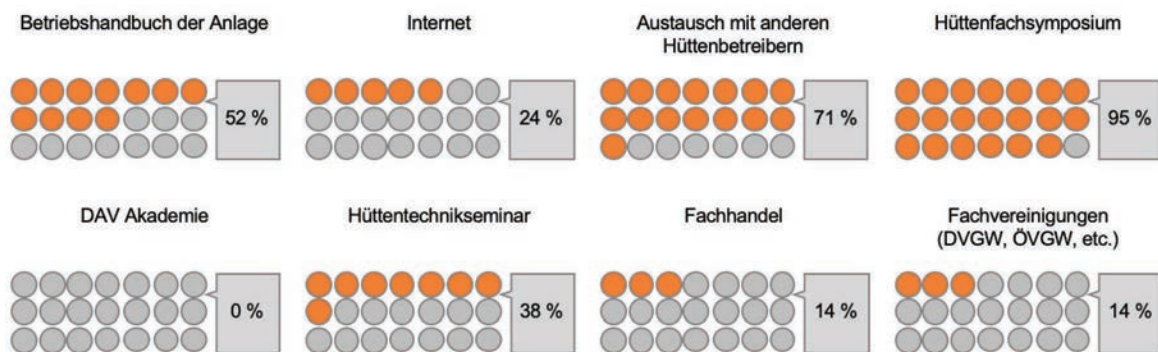 Betriebshandbuch der Anlage
52 %
Internet
24 %
Austausch mit anderen
Hüttenbetreibern
71 %
Hüttenfachsymposium
95 %
DAV Akademie
0 %
Hüttentechnikseminar
38 %
Fachhandel
14 %
Fachvereinigungen
(DVGW, ÖVGW, etc.)
14 %